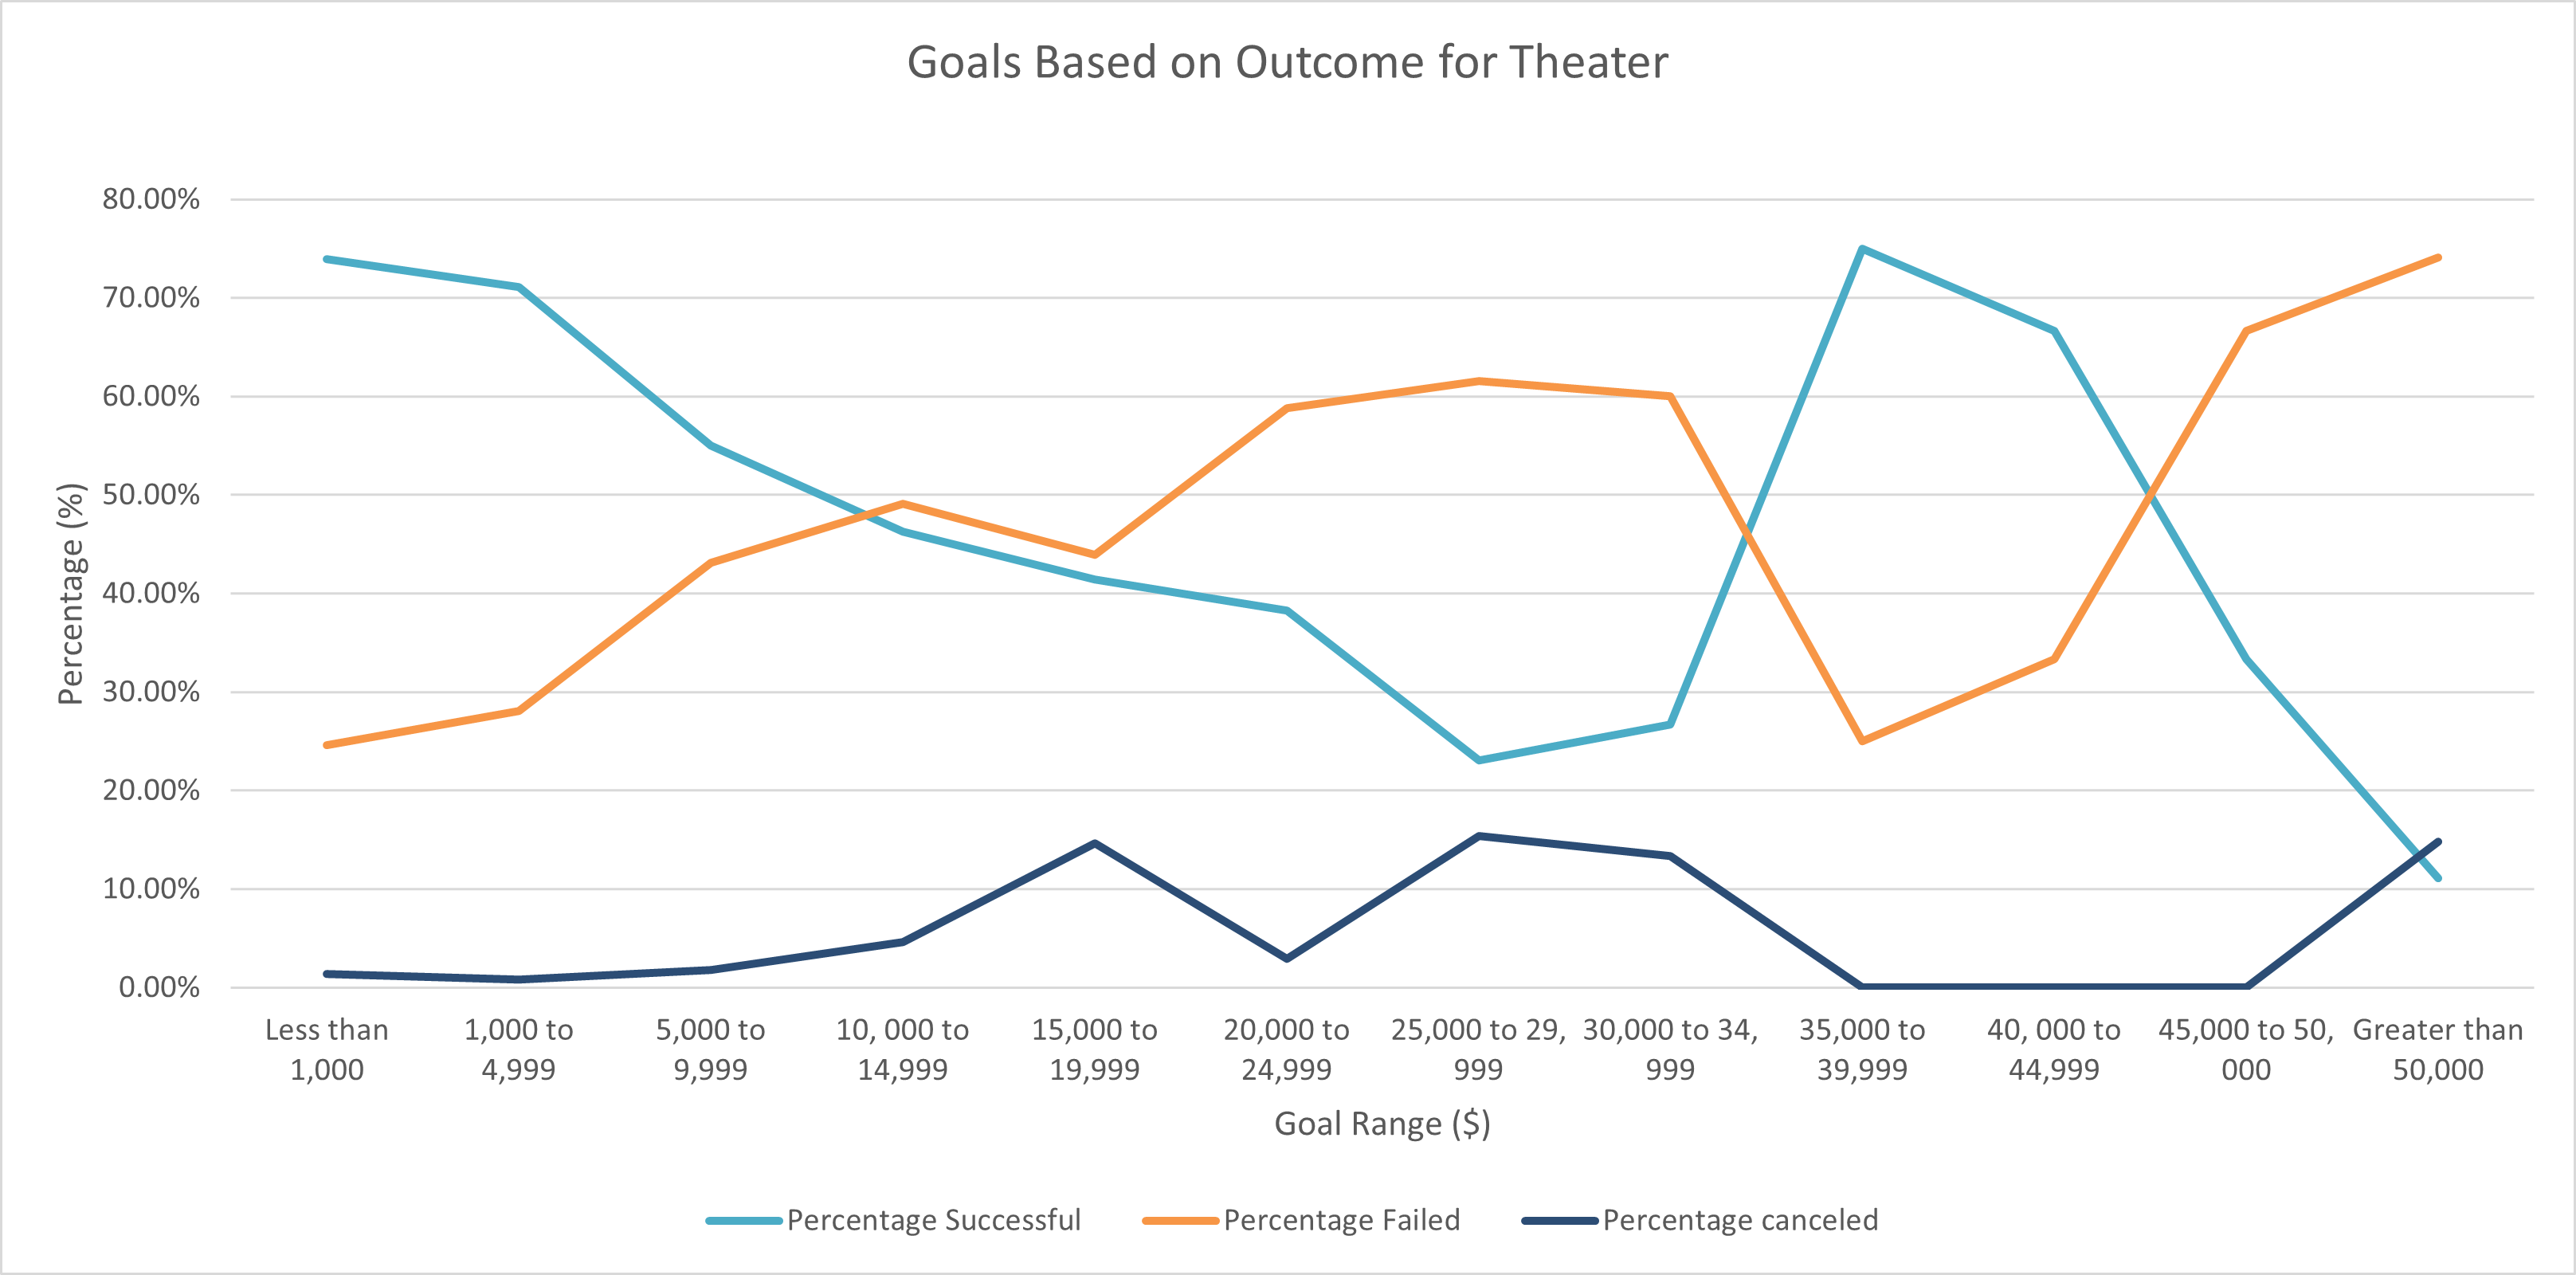 Goals Based on Outcome for Theater
80.00%
70.00%
60.00%
50.00%
40.00%
30.00%
20.00%
10.00%
0.00%
Percentage (%)
Less than
1,000
1,000 to
4,999
5,000 to
9,999
10, 000 to
14,999
15,000 to
19,999
20,000 to
24,999
25,000 to 29,
999
30,000 to 34,
999
35,000 to
39,999
40, 000 to
44,999
45,000 to 50,
000
Greater than
50,000
Goal Range ($)
Percentage Successful
Percentage Failed
Percentage canceled